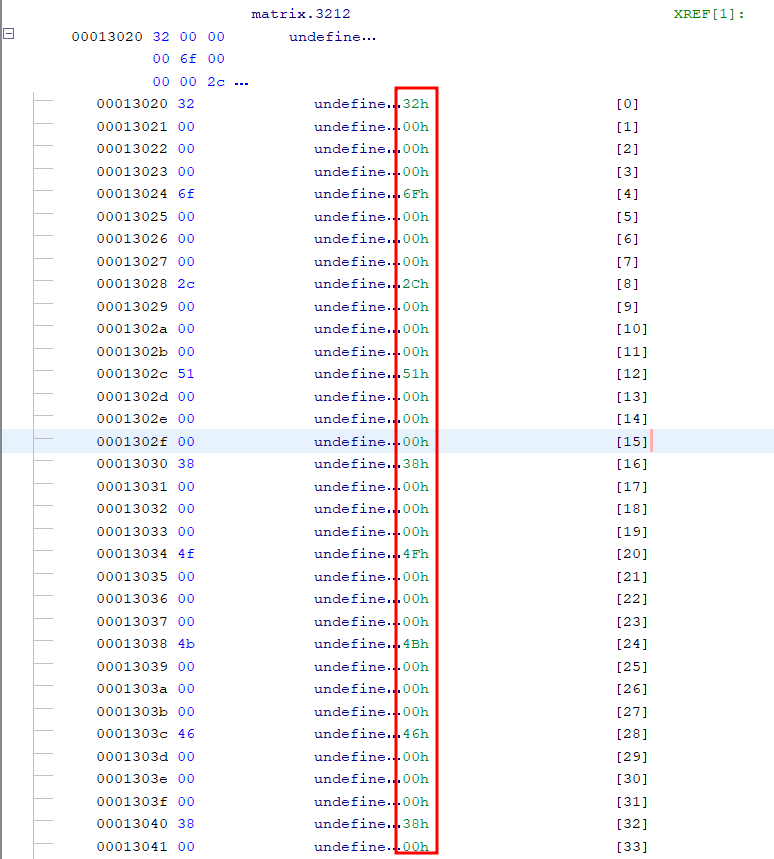 matrix.3212 XREF[1]:
00013020 32 00 00 undefine...
00 6f 00
00 00 2c ...
00013020 32 undefine...32h [0]
00013021 00 undefine...00h [1]
00013022 00 undefine...00h [2]
00013023 00 undefine...00h [3]
00013024 6f undefine...6Fh [4]
00013025 00 undefine...00h [5]
00013026 00 undefine...00h [6]
00013027 00 undefine...00h [7]
00013028 2c undefine...2Ch [8]
00013029 00 undefine...00h [9]
0001302a 00 undefine...00h [10]
0001302b 00 undefine...00h [11]
0001302c 51 undefine...51h [12]
0001302d 00 undefine...00h [13]
0001302e 00 undefine...00h [14]
0001302f 00 undefine...00h [15]
00013030 38 undefine...38h [16]
00013031 00 undefine...00h [17]
00013032 00 undefine...00h [18]
00013033 00 undefine...00h [19]
00013034 4f undefine...4Fh [20]
00013035 00 undefine...00h [21]
00013036 00 undefine...00h [22]
00013037 00 undefine...00h [23]
00013038 4b undefine...4Bh [24]
00013039 00 undefine...00h [25]
0001303a 00 undefine...00h [26]
0001303b 00 undefine...00h [27]
0001303c 46 undefine...46h [28]
0001303d 00 undefine...00h [29]
0001303e 00 undefine...00h [30]
0001303f 00 undefine...00h [31]
00013040 38 undefine...38h [32]
00013041 00 undefine...00h [33]